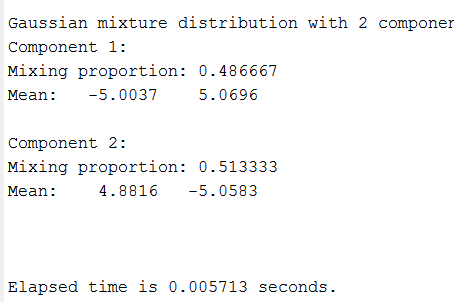 Gaussian mixture distribution with 2
Component 1:
Mixing proportion: 0.486667
Mean: -5.0037 5.0696
Component 2:
Mixing proportion: 0.513333
Mean: 4.8816 -5.0583
Elapsed time is 0.005713 seconds.